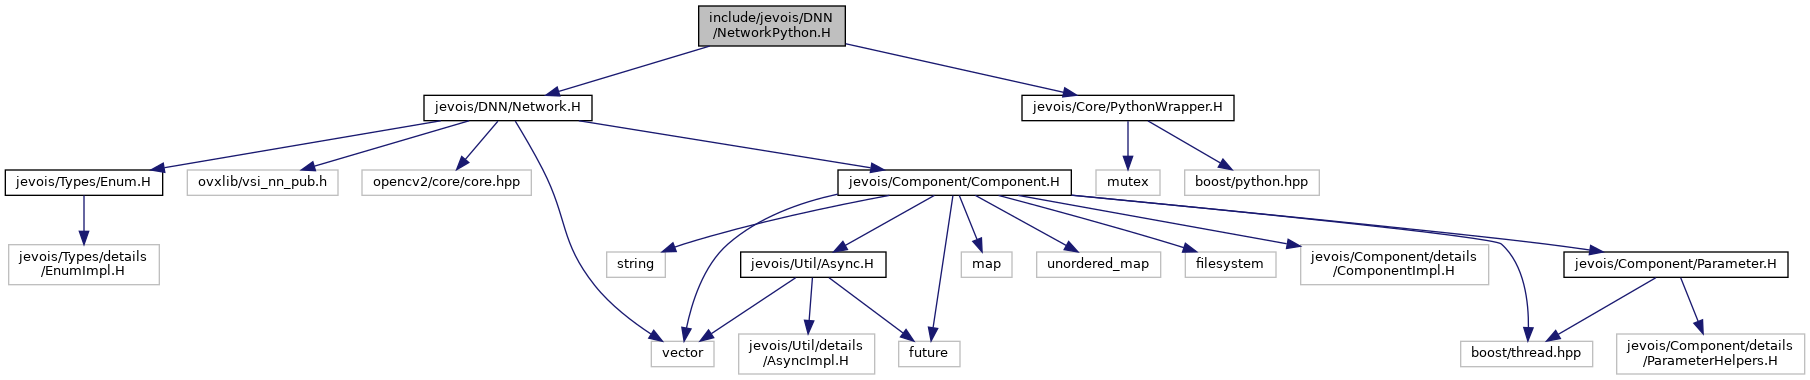 include/jevois/DNN
/NetworkPython.H
jevois/DNN/Network.H
jevois/Core/PythonWrapper.H
jevois/Types/Enum.H
ovxlib/vsi_nn_pub.h
opencv2/core/core.hpp
jevois/Component/Component.H
mutex
boost/python.hpp
jevois/Types/details
/EnumImpl.H
string
jevois/Util/Async.H
map
unordered_map
filesystem
jevois/Component/details
/ComponentImpl.H
jevois/Component/Parameter.H
vector
jevois/Util/details
/AsyncImpl.H
future
boost/thread.hpp
jevois/Component/details
/ParameterHelpers.H